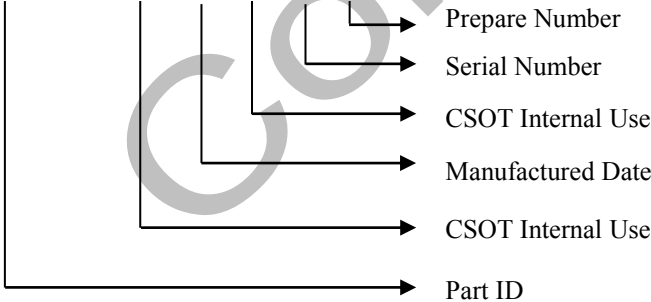 Prepare Number
Serial Number
CSOT Internal Use
Manufactured Date
CSOT Internal Use
Part ID